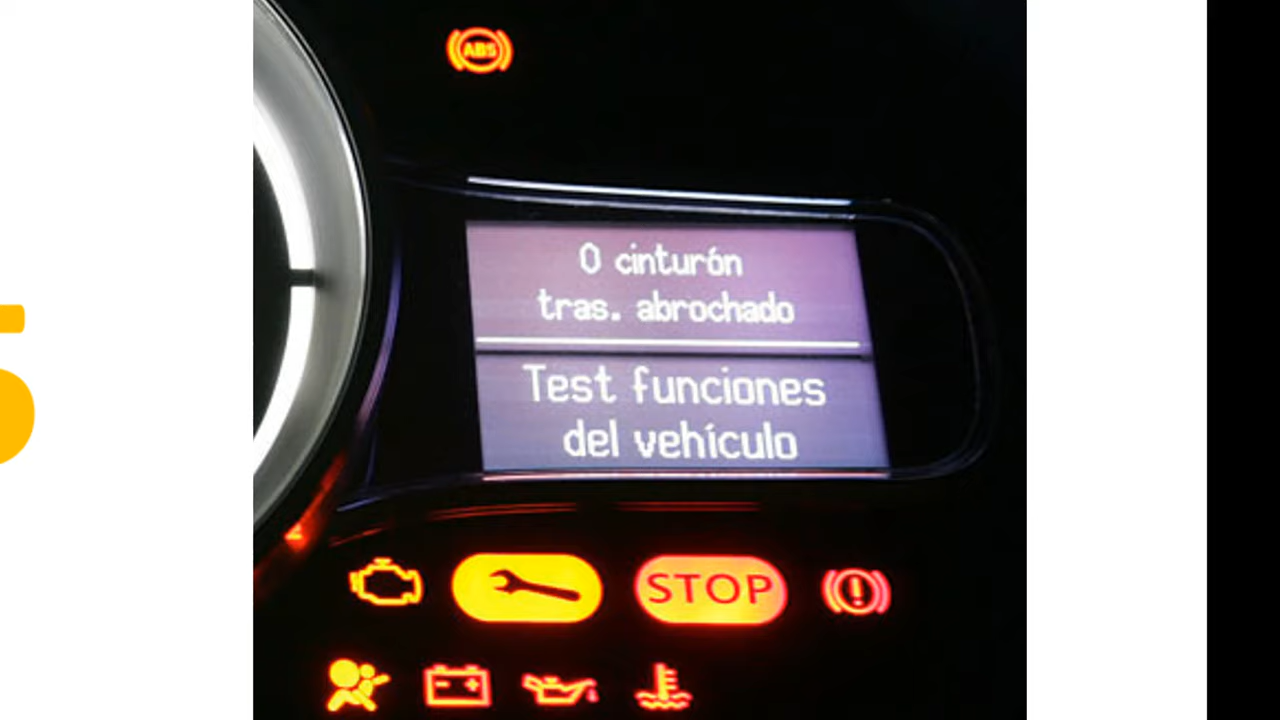 ABS
0 cinturón
tras. abrochado
Test funciones
del vehículo
STOP